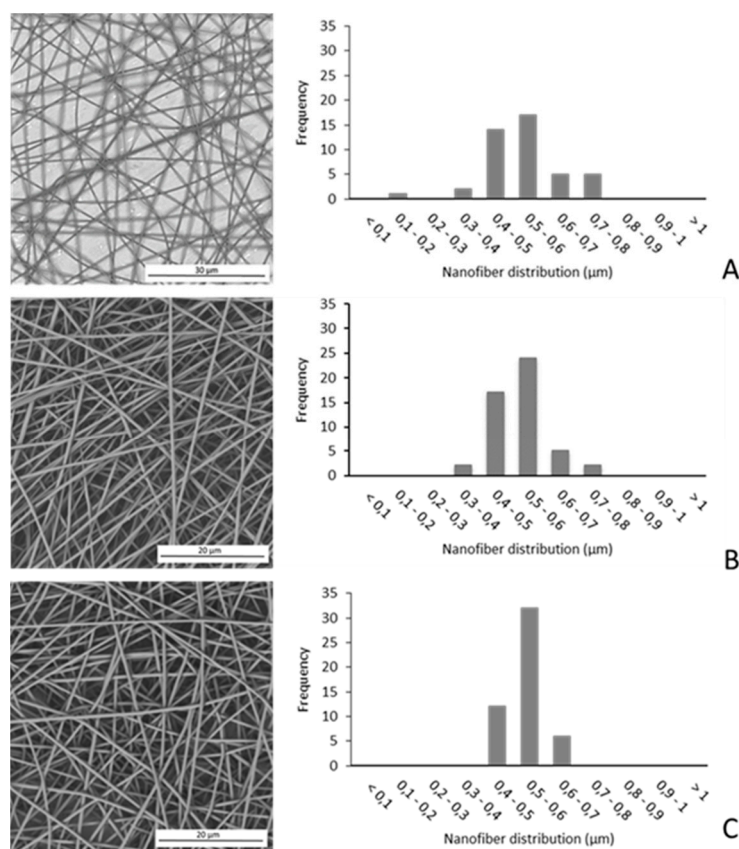 35
30
25
20
15
10
5
0
Frequency
< 0,1
0,1 - 0,2
0,2 - 0,3
0,3 - 0,4
0,4 - 0,5
0,5 - 0,6
0,6 - 0,7
0,7 - 0,8
0,8 - 0,9
0,9 - 1
> 1
Nanofiber distribution (µm)
30 µm
A
35
30
25
20
15
10
5
0
Frequency
< 0,1
0,1 - 0,2
0,2 - 0,3
0,3 - 0,4
0,4 - 0,5
0,5 - 0,6
0,6 - 0,7
0,7 - 0,8
0,8 - 0,9
0,9 - 1
> 1
Nanofiber distribution (µm)
20 µm
B
35
30
25
20
15
10
5
0
Frequency
< 0,1
0,1 - 0,2
0,2 - 0,3
0,3 - 0,4
0,4 - 0,5
0,5 - 0,6
0,6 - 0,7
0,7 - 0,8
0,8 - 0,9
0,9 - 1
> 1
Nanofiber distribution (µm)
20 µm
C